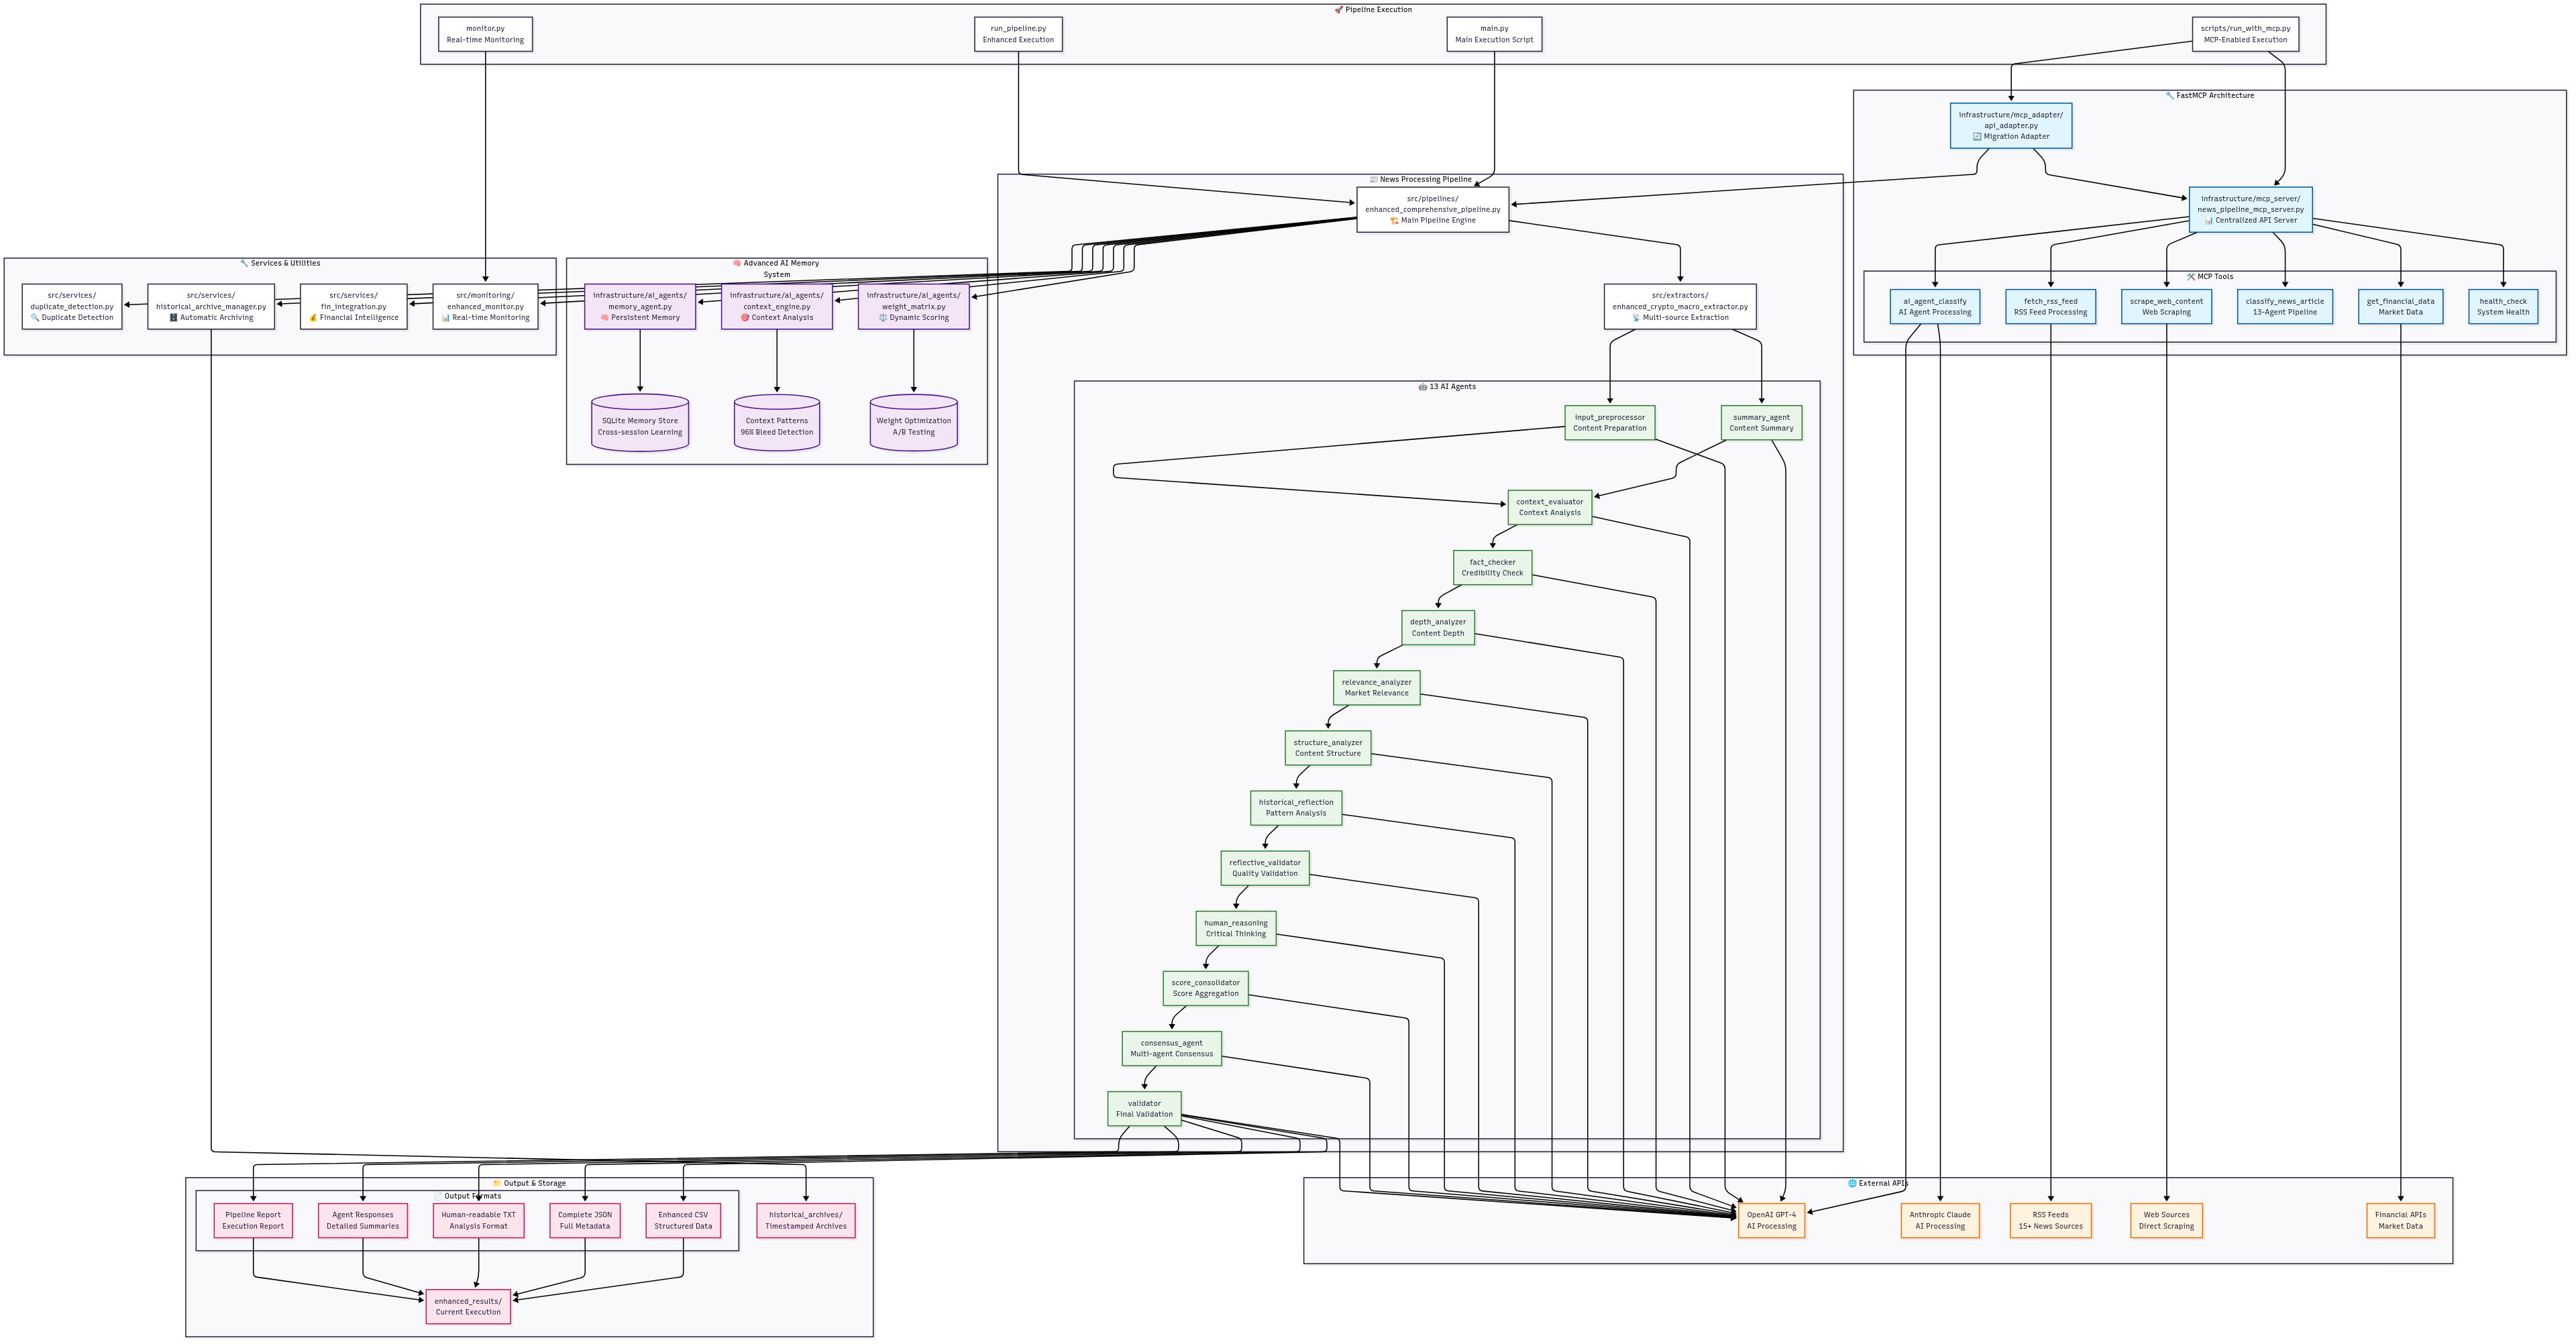 🚀 Pipeline Execution
monitor.py
Real-time Monitoring
run_pipeline.py
Enhanced Execution
main.py
Main Execution Script
scripts/run_with_mcp.py
MCP-Enabled Execution
🔧 FastMCP Architecture
infrastructure/mcp_adapter/
api_adapter.py
🔄 Migration Adapter
infrastructure/mcp_server/
news_pipeline_mcp_server.py
📊 Centralized API Server
🛠️ MCP Tools
ai_agent_classify
AI Agent Processing
fetch_rss_feed
RSS Feed Processing
scrape_web_content
Web Scraping
classify_news_article
13-Agent Pipeline
get_financial_data
Market Data
health_check
System Health
📰 News Processing Pipeline
src/pipelines/
enhanced_comprehensive_pipeline.py
🏗️ Main Pipeline Engine
src/extractors/
enhanced_crypto_macro_extractor.py
📡 Multi-source Extraction
🔧 Services & Utilities
src/services/
duplicate_detection.py
🔍 Duplicate Detection
src/services/
historical_archive_manager.py
🗄️ Automatic Archiving
src/services/
fin_integration.py
💰 Financial Intelligence
src/monitoring/
enhanced_monitor.py
📊 Real-time Monitoring
🧠 Advanced AI Memory
System
infrastructure/ai_agents/
memory_agent.py
🧠 Persistent Memory
infrastructure/ai_agents/
context_engine.py
🎯 Context Analysis
infrastructure/ai_agents/
weight_matrix.py
⚖️ Dynamic Scoring
SQLite Memory Store
Cross-session Learning
Context Patterns
96% Bleed Detection
Weight Optimization
A/B Testing
🤖 13 AI Agents
input_preprocessor
Content Preparation
summary_agent
Content Summary
context_evaluator
Context Analysis
fact_checker
Credibility Check
depth_analyzer
Content Depth
relevance_analyzer
Market Relevance
structure_analyzer
Content Structure
historical_reflection
Pattern Analysis
reflective_validator
Quality Validation
human_reasoning
Critical Thinking
score_consolidator
Score Aggregation
consensus_agent
Multi-agent Consensus
validator
Final Validation
📁 Output & Storage
📄 Output Formats
Pipeline Report
Execution Report
Agent Responses
Detailed Summaries
Human-readable TXT
Analysis Format
Complete JSON
Full Metadata
Enhanced CSV
Structured Data
historical_archives/
Timestamped Archives
enhanced_results/
Current Execution
🌐 External APIs
OpenAI GPT-4
AI Processing
Anthropic Claude
AI Processing
RSS Feeds
15+ News Sources
Web Sources
Direct Scraping
Financial APIs
Market Data